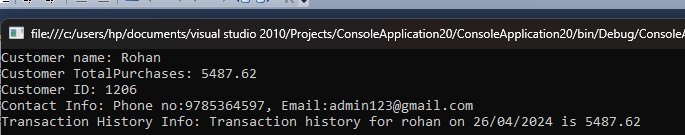 file:///c:/users/hp/documents/visual studio 2010/Projects/ConsoleApplication20/ConsoleApplication20/bin/Debug/ConsoleA
Customer name: Rohan
Customer TotalPurchases: 5487.62
Customer ID: 1206
Contact Info: Phone no:9785364597, Email:admin123@gmail.com
Transaction History Info: Transaction history for rohan on 26/04/2024 is 5487.62